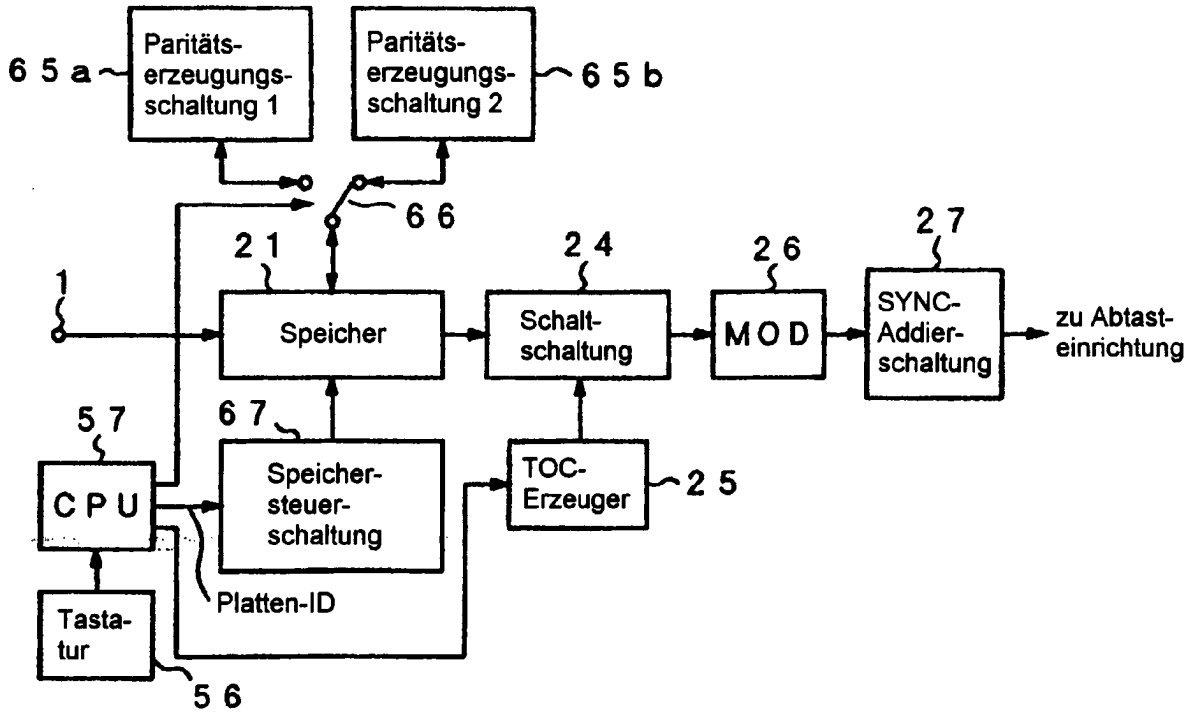 65a
Paritäts-
erzeugungs-
schaltung 1
Paritäts-
erzeugungs-
schaltung 2
65b
66
1
21
Speicher
24
Schalt-
schaltung
26
MOD
27
SYNC-
Addier-
schaltung
zu Abtast-
einrichtung
57
CPU
67
Speicher-
steuer-
schaltung
TOC-
Erzeuger
25
Platten-ID
Tasta-
tur
56